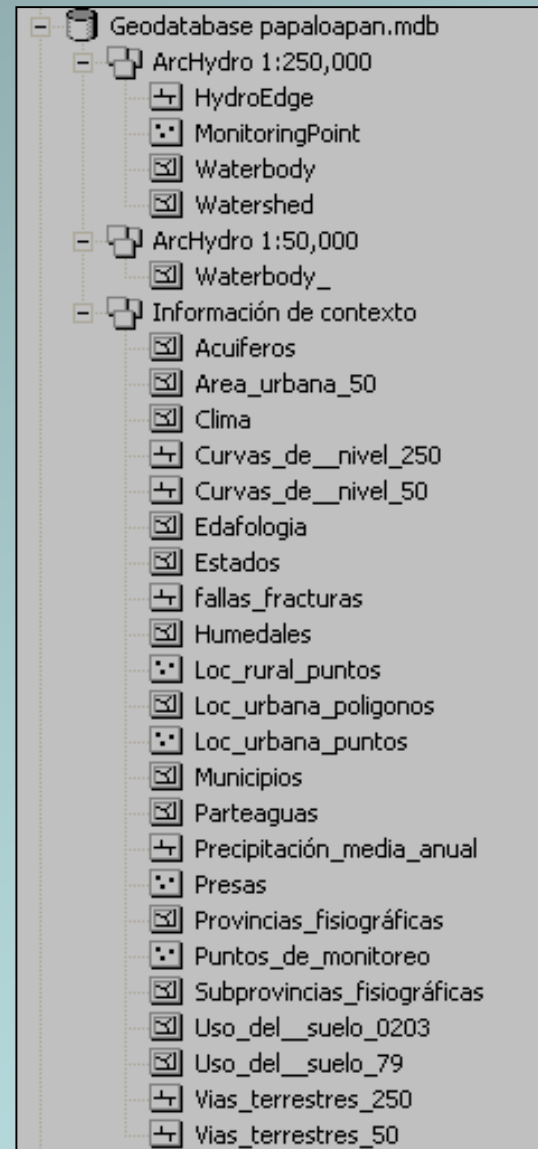 Geodatabase papaloapan.mdb
ArcHydro 1:250,000
HydroEdge
MonitoringPoint
Waterbody
Watershed
ArcHydro 1:50,000
Waterbody_
Información de contexto
Acuiferos
Area_urbana_50
Clima
Curvas_de__nivel_250
Curvas_de__nivel_50
Edafologia
Estados
fallas_fracturas
Humedales
Loc_rural_puntos
Loc_urbana_poligonos
Loc_urbana_puntos
Municipios
Parteaguas
Precipitación_media_anual
Presas
Provincias_fisiográficas
Puntos_de_monitoreo
Subprovincias_fisiográficas
Uso_del__suelo_0203
Uso_del__suelo_79
Vias_terrestres_250
Vias_terrestres_50